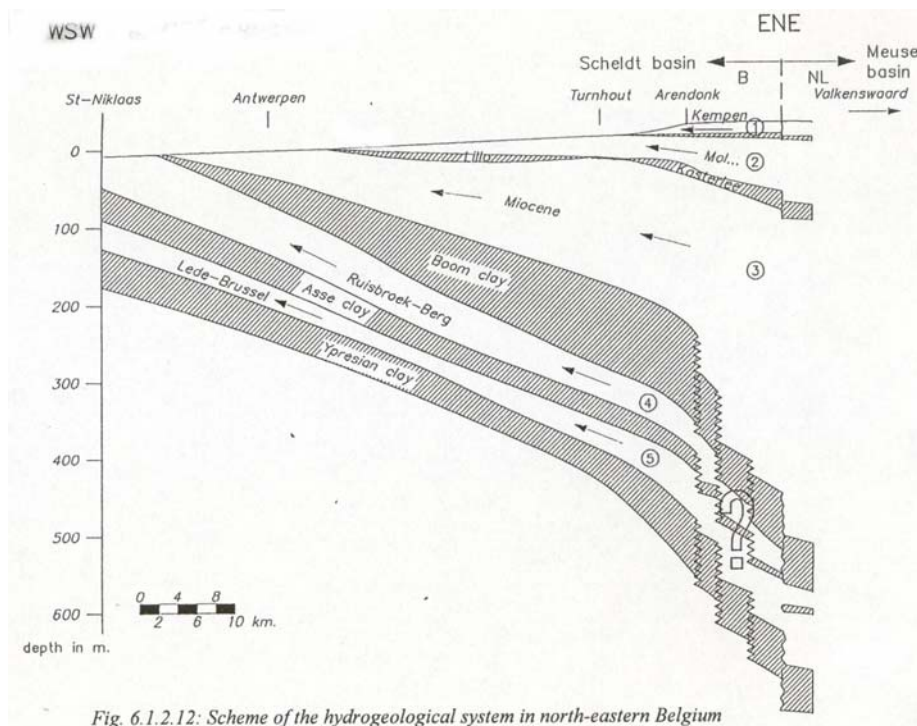 WSW
ENE
Scheldt basin
Meuse
basin
B
NL
St-Niklaas
Antwerpen
Turnhout
Arendonk
Valkenswaard
Kempen
1
0
Lillo
Mol...
2
Kasterlee
Miocene
100
3
Boom clay
200
Lede-Brussel
Asse clay
Ruisbroek-Berg
Ypresian clay
300
4
400
5
?
500
0 4 8
2 6 10 km.
600
depth in m.
Fig. 6.1.2.12: Scheme of the hydrogeological system in north-eastern Belgium